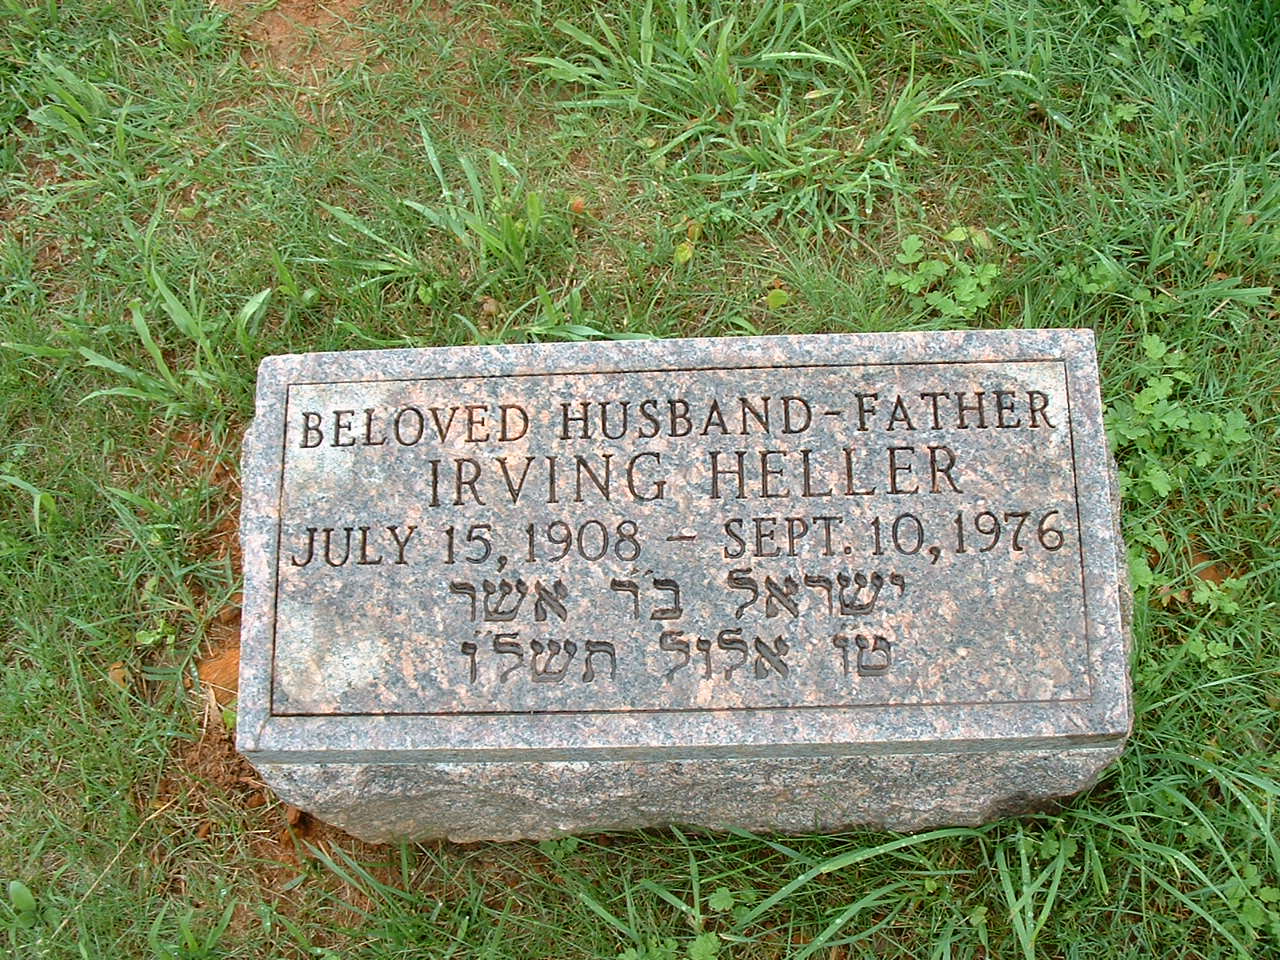 BELOVED HUSBAND-FATHER
IRVING HELLER
JULY 15, 1908 - SEPT. 10, 1976
ישראל ב״ר אשר
טו אלול תשל״ו